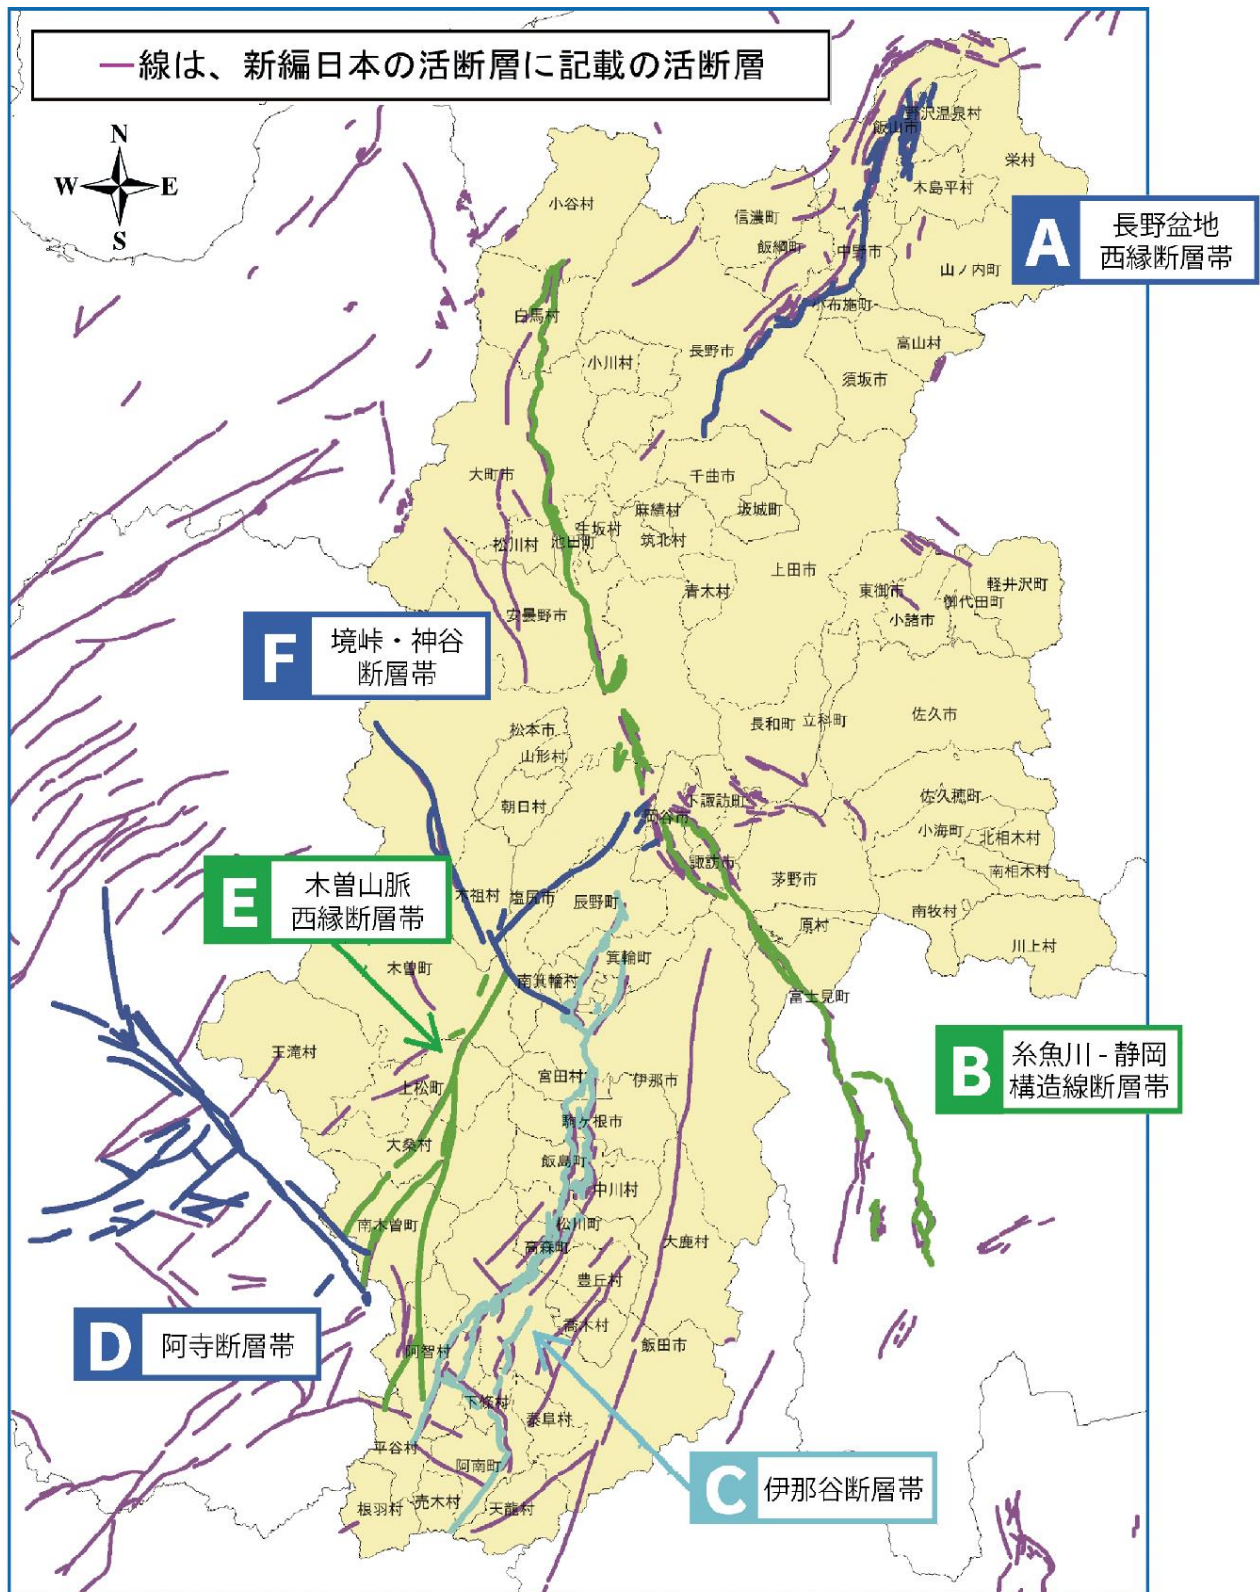 一線は、新編日本の活断層に記載の活断層
N
W
E
S
野沢温泉村
飯山市
栄村
木島平村
小谷村
信濃町
飯綱町
中野市
山ノ内町
A
長野盆地
西縁断層帯
小布施町
白馬村
長野市
高山村
小川村
須坂市
大町市
千曲市
麻績村
坂城町
生坂村
松川村
池田町
筑北村
上田市
青木村
東御市
軽井沢町
御代田町
小諸市
安曇野市
F
境峠・神谷
断層帯
松本市
長和町
立科町
佐久市
山形村
朝日村
下諏訪町
岡谷市
佐久穂町
小海町
北相木村
諏訪市
茅野市
南相木村
E
木曽山脈
西縁断層帯
木祖村
塩尻市
辰野町
原村
南牧村
川上村
箕輪町
木曽町
南箕輪村
富士見町
王滝村
宮田村
伊那市
B
糸魚川-静岡
構造線断層帯
上松町
駒ヶ根市
大桑村
飯島町
中川村
南木曽町
松川町
高森町
大鹿村
豊丘村
喬木村
飯田市
D
阿寺断層帯
阿智村
下條村
泰阜村
平谷村
阿南町
C
伊那谷断層帯
根羽村
売木村
天龍村